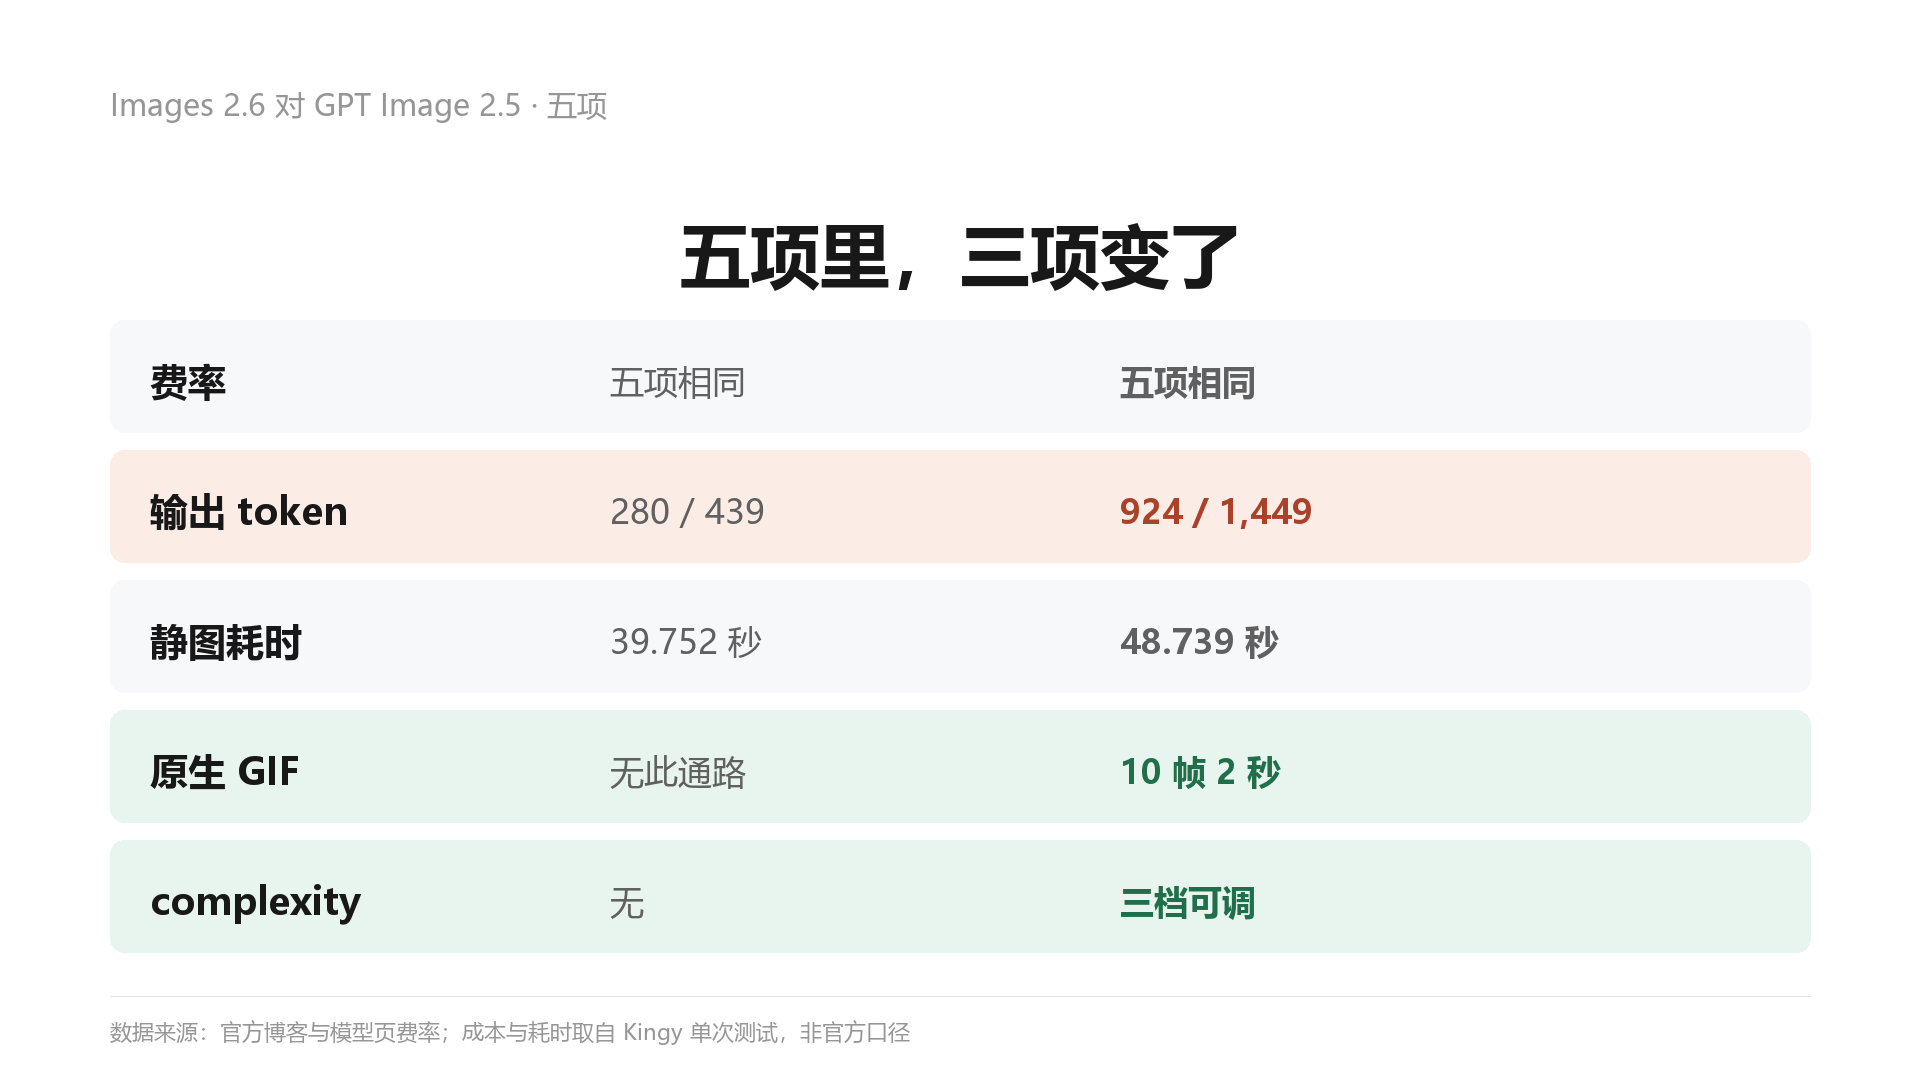 Images 2.6 对 GPT Image 2.5 · 五项
五项里，三项变了
费率 五项相同 五项相同
输出 token 280 / 439 924 / 1,449
静图耗时 39.752 秒 48.739 秒
原生 GIF 无此通路 10 帧 2 秒
complexity 无 三档可调
数据来源：官方博客与模型页费率；成本与耗时取自 Kingy 单次测试，非官方口径